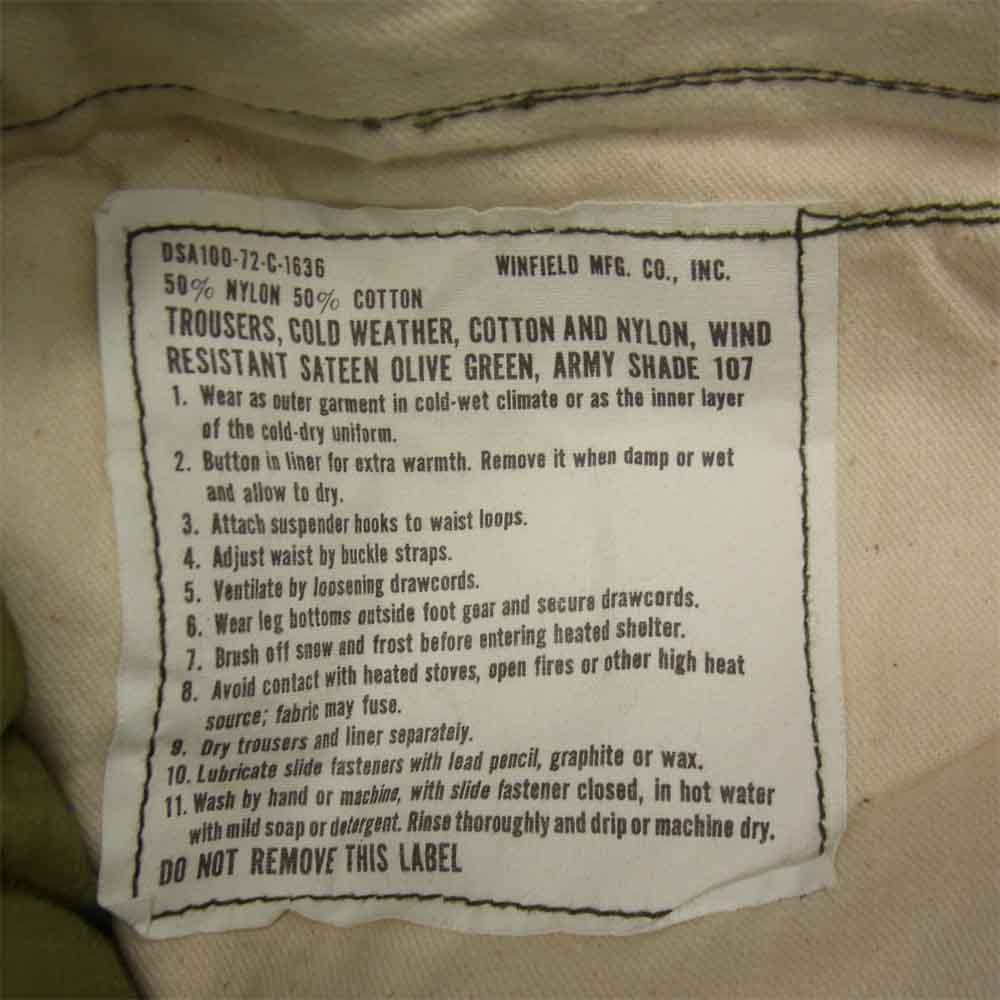 DSA100-72-C-1636 WINFIELD MFG. CO., INC.
50% NYLON 50% COTTON
TROUSERS, COLD WEATHER, COTTON AND NYLON, WIND
RESISTANT SATEEN OLIVE GREEN, ARMY SHADE 107
1. Wear as outer garment in cold-wet climate or as the inner layer
of the cold-dry uniform.
2. Button in liner for extra warmth. Remove it when damp or wet
and allow to dry.
3. Attach suspender hooks to waist loops.
4. Adjust waist by buckle straps.
5. Ventilate by loosening drawcords.
6. Wear leg bottoms outside foot gear and secure drawcords.
7. Brush off snow and frost before entering heated shelter.
8. Avoid contact with heated stoves, open fires or other high heat
source; fabric may fuse.
9. Dry trousers and liner separately.
10. Lubricate slide fasteners with lead pencil, graphite or wax.
11. Wash by hand or machine, with slide fastener closed, in hot water
with mild soap or detergent. Rinse thoroughly and drip or machine dry.
DO NOT REMOVE THIS LABEL